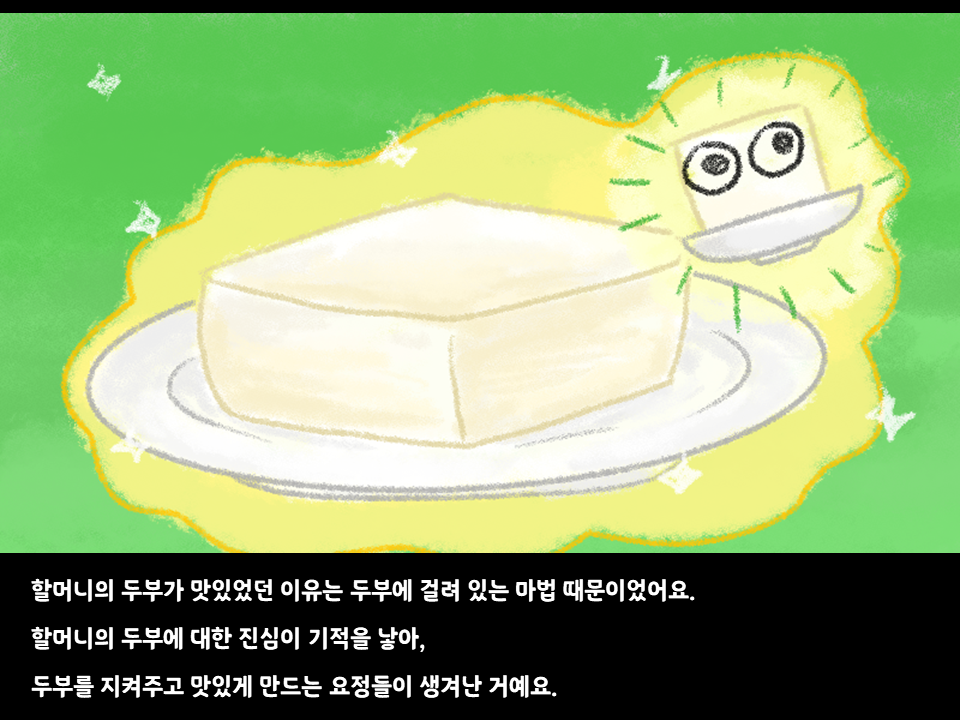 할머니의 두부가 맛있었던 이유는 두부에 걸려 있는 마법 때문이었어요.
할머니의 두부에 대한 진심이 기적을 낳아,
두부를 지켜주고 맛있게 만드는 요정들이 생겨난 거예요.